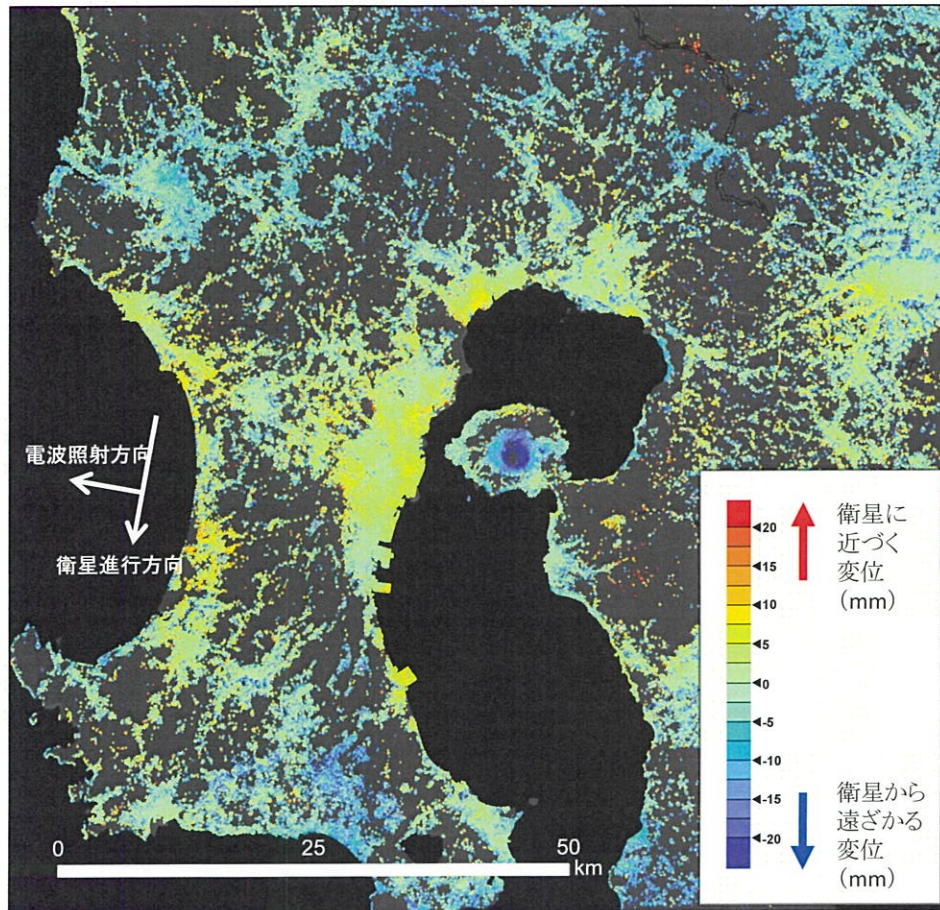 電波照射方向
衛星進行方向
0
25
50
km
20
15
10
5
0
-5
-10
-15
-20
衛星に
近づく
変位
(mm)
衛星から
遠ざかる
変位
(mm)